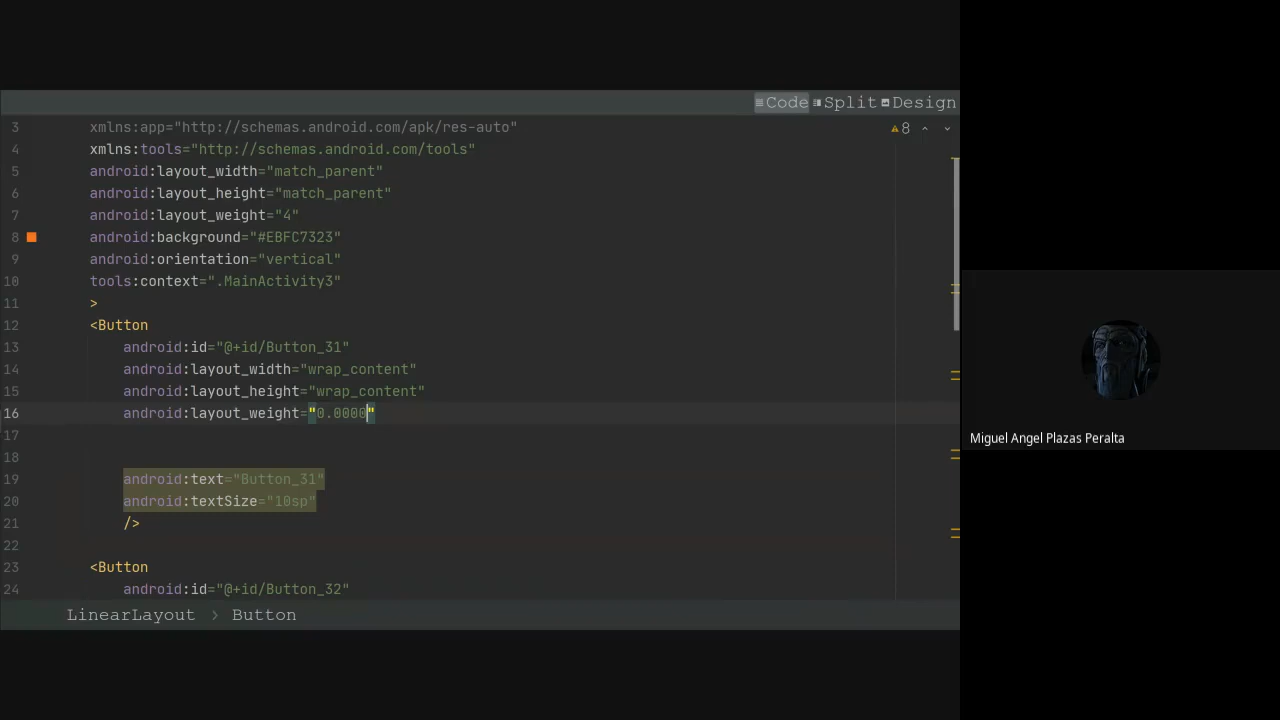 Code Split Design
3 xmlns:app="http://schemas.android.com/apk/res-auto"
8
4 xmlns:tools="http://schemas.android.com/tools"
5 android:layout_width="match_parent"
6 android:layout_height="match_parent"
7 android:layout_weight="4"
8 android:background="#EBFC7323"
9 android:orientation="vertical"
10 tools:context=".MainActivity3"
11 >
12 <Button
13 android:id="@+id/Button_31"
14 android:layout_width="wrap_content"
15 android:layout_height="wrap_content"
16 android:layout_weight="0.0000"
17
18
19 android:text="Button_31"
20 android:textSize="10sp"
21 />
22
23 <Button
24 android:id="@+id/Button_32"
LinearLayout > Button
Miguel Angel Plazas Peralta